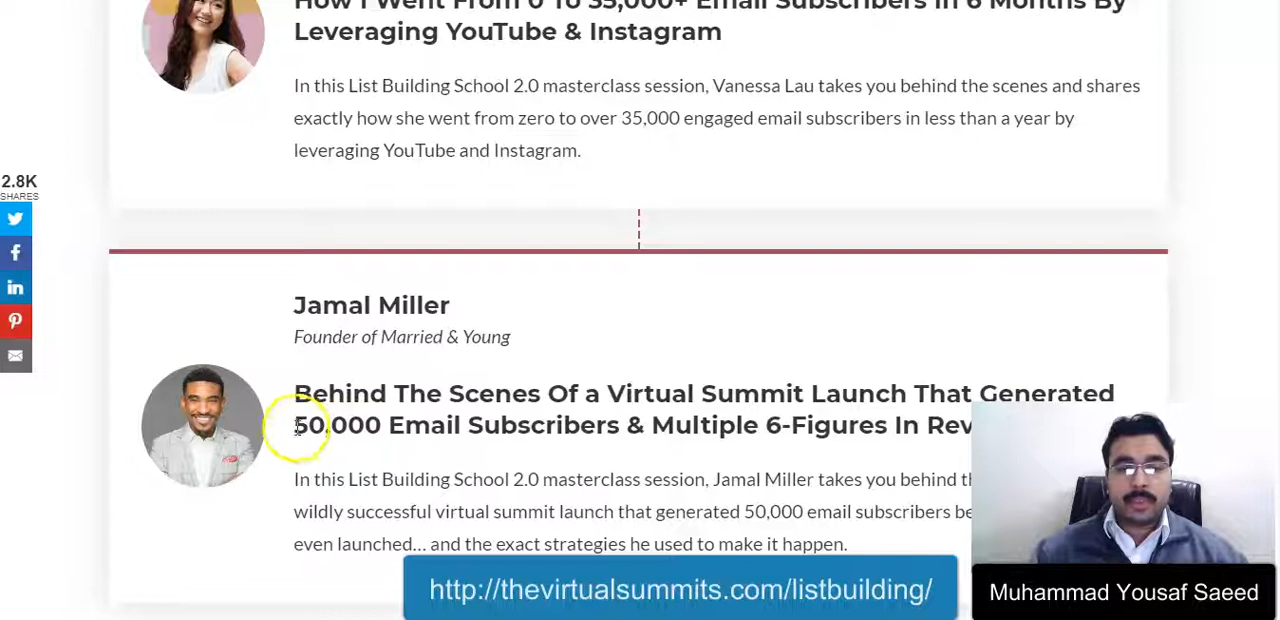 How I Went From 0 To 35,000+ Email Subscribers In 6 Months By
Leveraging YouTube & Instagram
In this List Building School 2.0 masterclass session, Vanessa Lau takes you behind the scenes and shares
exactly how she went from zero to over 35,000 engaged email subscribers in less than a year by
leveraging YouTube and Instagram.
2.8K
SHARES
Jamal Miller
Founder of Married & Young
Behind The Scenes Of a Virtual Summit Launch That Generated
50,000 Email Subscribers & Multiple 6-Figures In Rev
In this List Building School 2.0 masterclass session, Jamal Miller takes you behind th
wildly successful virtual summit launch that generated 50,000 email subscribers be
even launched... and the exact strategies he used to make it happen.
http://thevirtualsummits.com/listbuilding/
Muhammad Yousaf Saeed